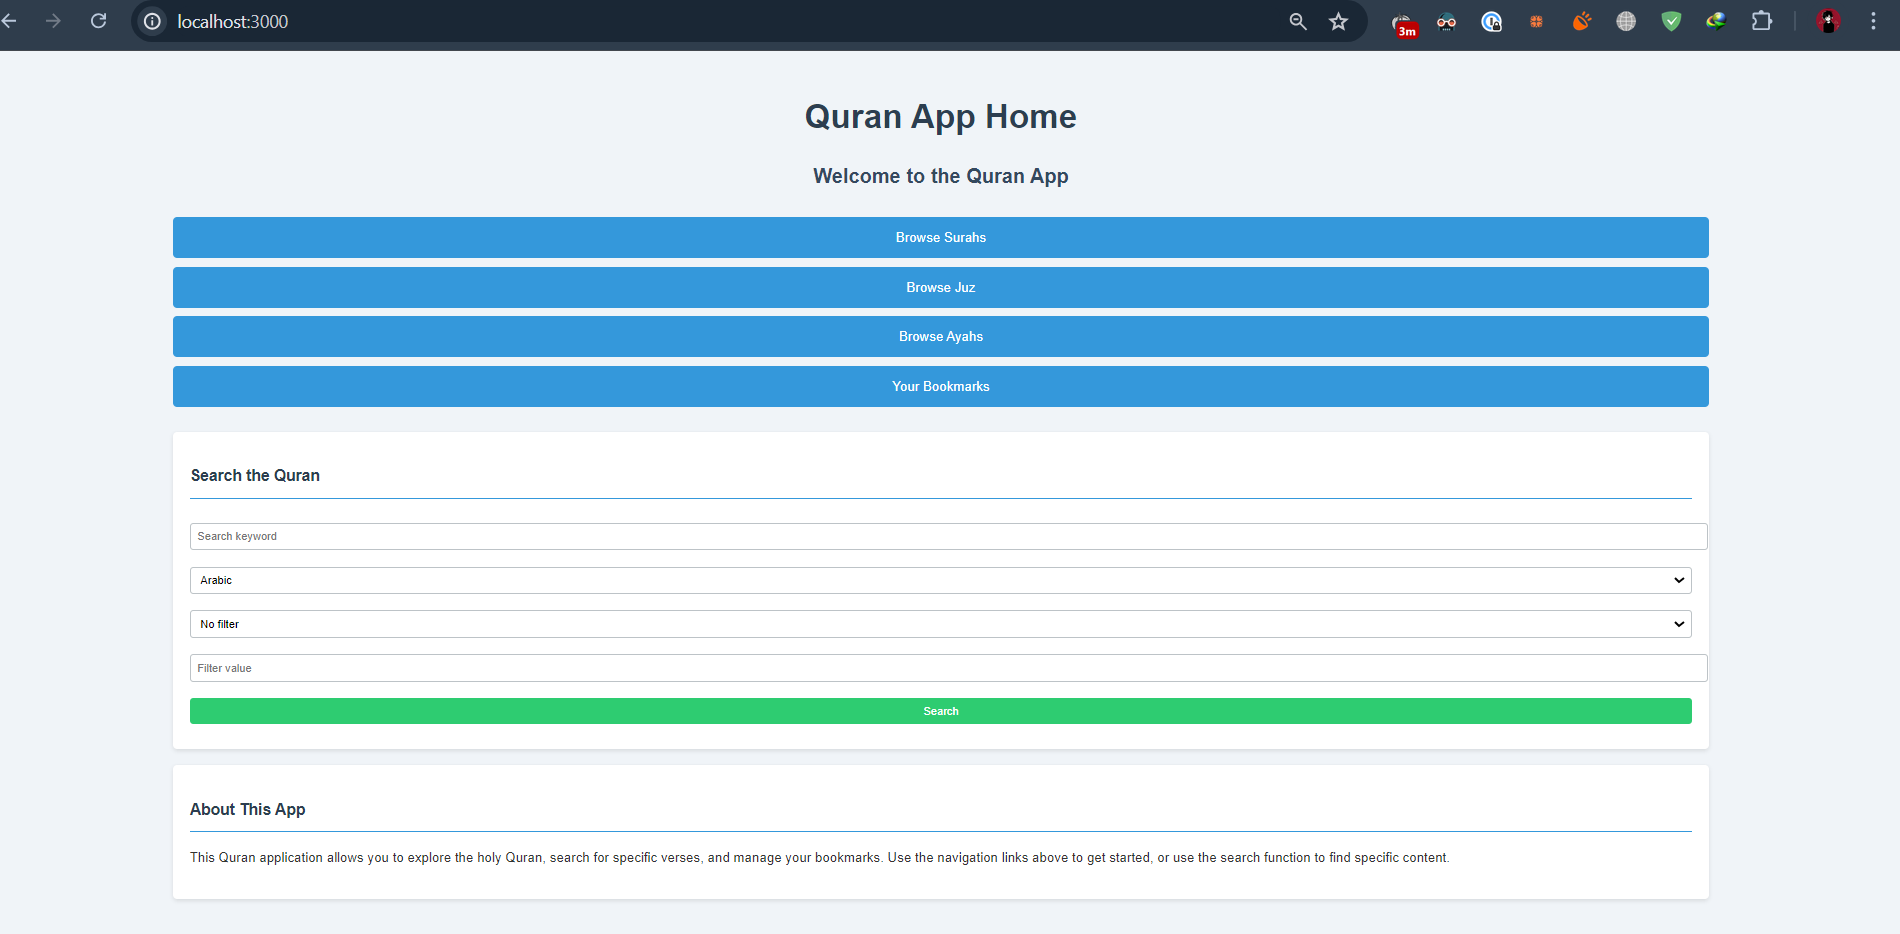 localhost:3000
3m
Quran App Home
Welcome to the Quran App
Browse Surahs
Browse Juz
Browse Ayahs
Your Bookmarks
Search the Quran
Search keyword
Arabic
No filter
Filter value
Search
About This App
This Quran application allows you to explore the holy Quran, search for specific verses, and manage your bookmarks. Use the navigation links above to get started, or use the search function to find specific content.